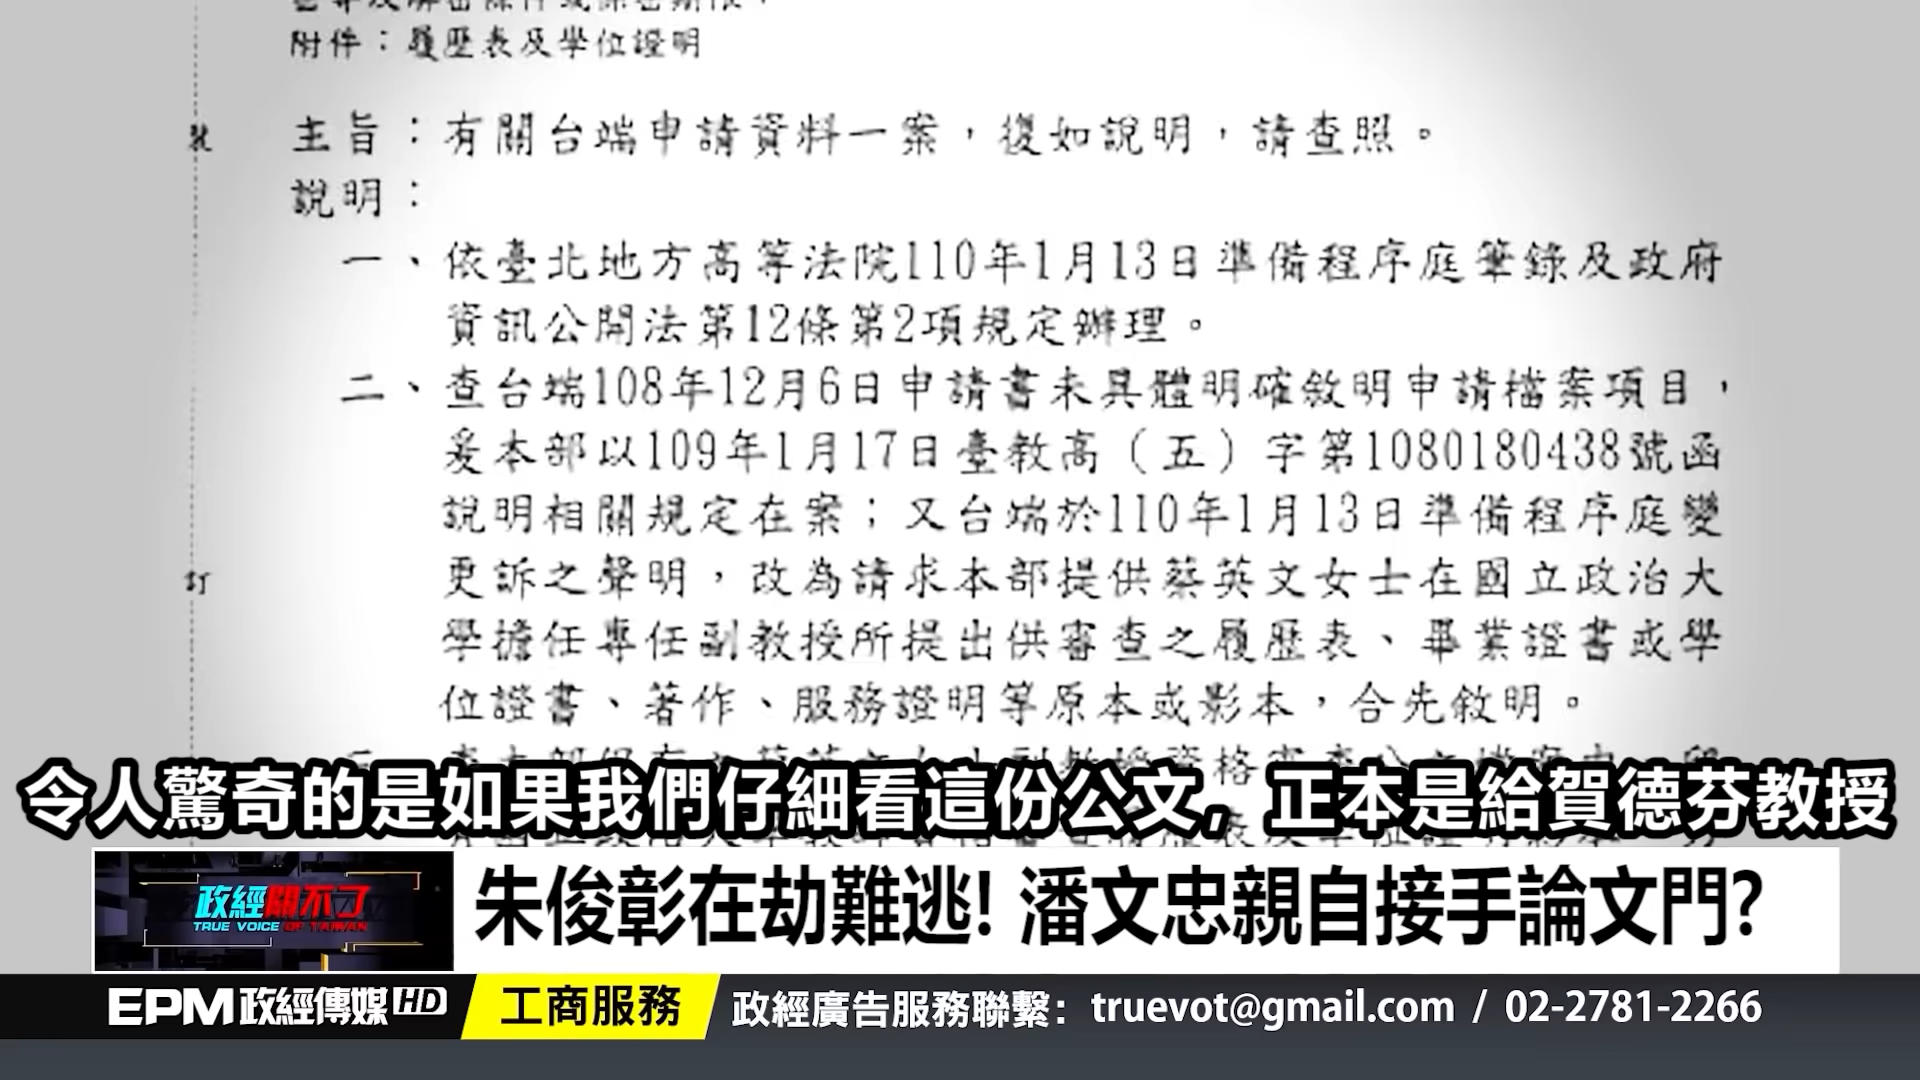 附件：履歷表及學位證明
裝
主旨：有關台端申請資料一案，復如說明，請查照。
說明：
一、依臺北地方高等法院110年1月13日準備程序庭筆錄及政府
資訊公開法第12條第2項規定辦理。
二、查台端108年12月6日申請書未具體明確敘明申請檔案項目，
爰本部以109年1月17日臺教高（五）字第1080180438號函
說明相關規定在案；又台端於110年1月13日準備程序庭變
更訴之聲明，改為請求本部提供蔡英文女士在國立政治大
訂
學擔任專任副教授所提出供審查之履歷表、畢業證書或學
位證書、著作、服務證明等原本或影本，合先敘明。
令人驚奇的是如果我們仔細看這份公文，正本是給賀德芬教授
政經關不了
TRUE VOICE OF TAIWAN
朱俊彰在劫難逃! 潘文忠親自接手論文門?
EPM政經傳媒HD
工商服務
政經廣告服務聯繫：truevot@gmail.com / 02-2781-2266